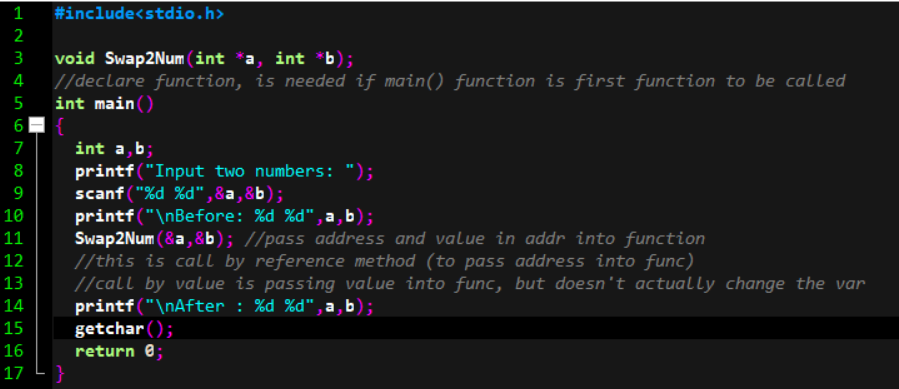 1 #include<stdio.h>
2
3 void Swap2Num(int *a, int *b);
4 //declare function, is needed if main() function is first function to be called
5 int main()
6 {
7 int a,b;
8 printf("Input two numbers: ");
9 scanf("%d %d",&a,&b);
10 printf("\nBefore: %d %d",a,b);
11 Swap2Num(&a,&b); //pass address and value in addr into function
12 //this is call by reference method (to pass address into func)
13 //call by value is passing value into func, but doesn't actually change the var
14 printf("\nAfter : %d %d",a,b);
15 getchar();
16 return 0;
17 }